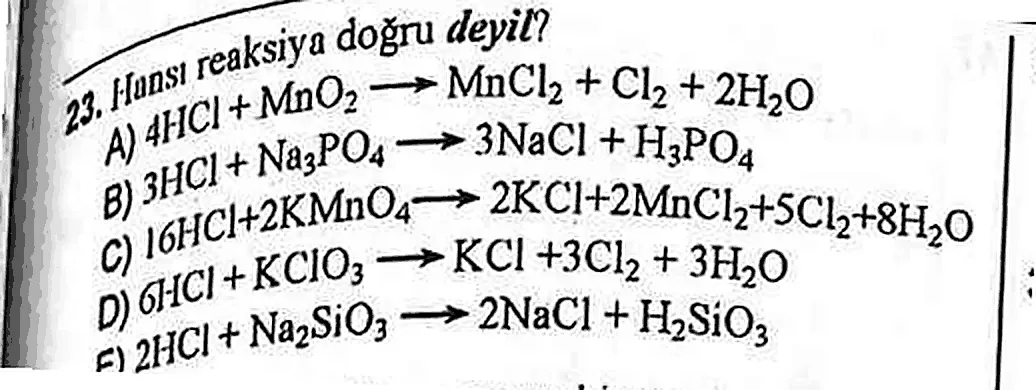 23. Hansı reaksiya doğru deyil?
A) 4HCl + MnO₂ → MnCl₂ + Cl₂ + 2H₂O
B) 3HCl + Na₃PO₄ → 3NaCl + H₃PO₄
C) 16HCl+2KMnO₄→ 2KCl+2MnCl₂+5Cl₂+8H₂O
D) 6HCl + KClO₃ → KCl +3Cl₂ + 3H₂O
E) 2HCl + Na₂SiO₃ → 2NaCl + H₂SiO₃